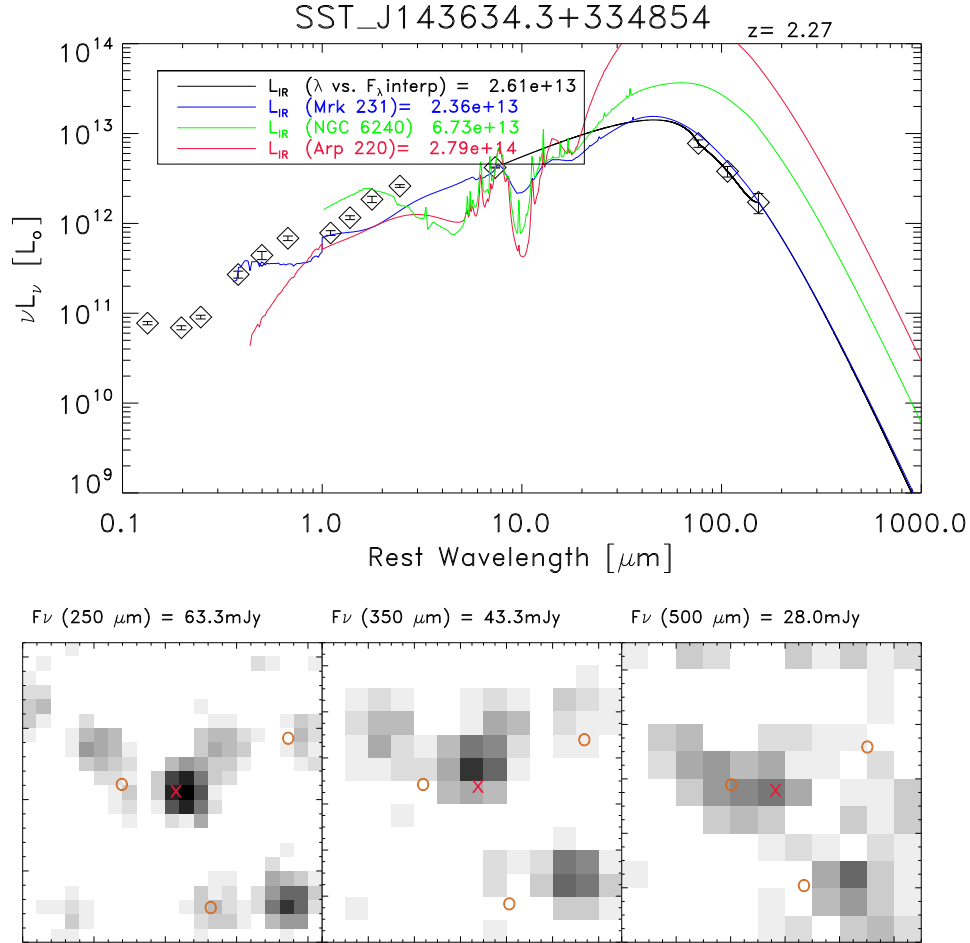 SST_J143634.3+334854
z= 2.27
10^14
10^13
10^12
10^11
10^10
10^9
νL_ν [L_o]
L_IR (λ vs. F_λ interp) = 2.61e+13
L_IR (Mrk 231)= 2.36e+13
L_IR (NGC 6240) 6.73e+13
L_IR (Arp 220)= 2.79e+14
0.1 1.0 10.0 100.0 1000.0
Rest Wavelength [μm]
Fν (250 μm) = 63.3mJy
Fν (350 μm) = 43.3mJy
Fν (500 μm) = 28.0mJy